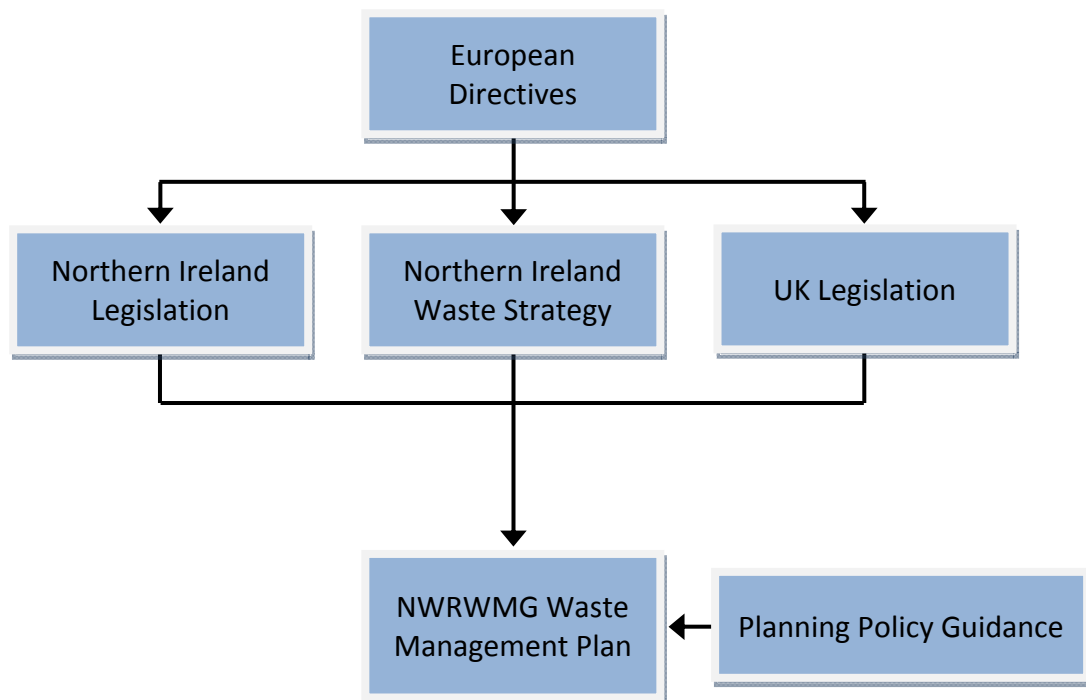 European
Directives
Northern Ireland
Legislation
Northern Ireland
Waste Strategy
UK Legislation
NWRWMG Waste
Management Plan
Planning Policy Guidance